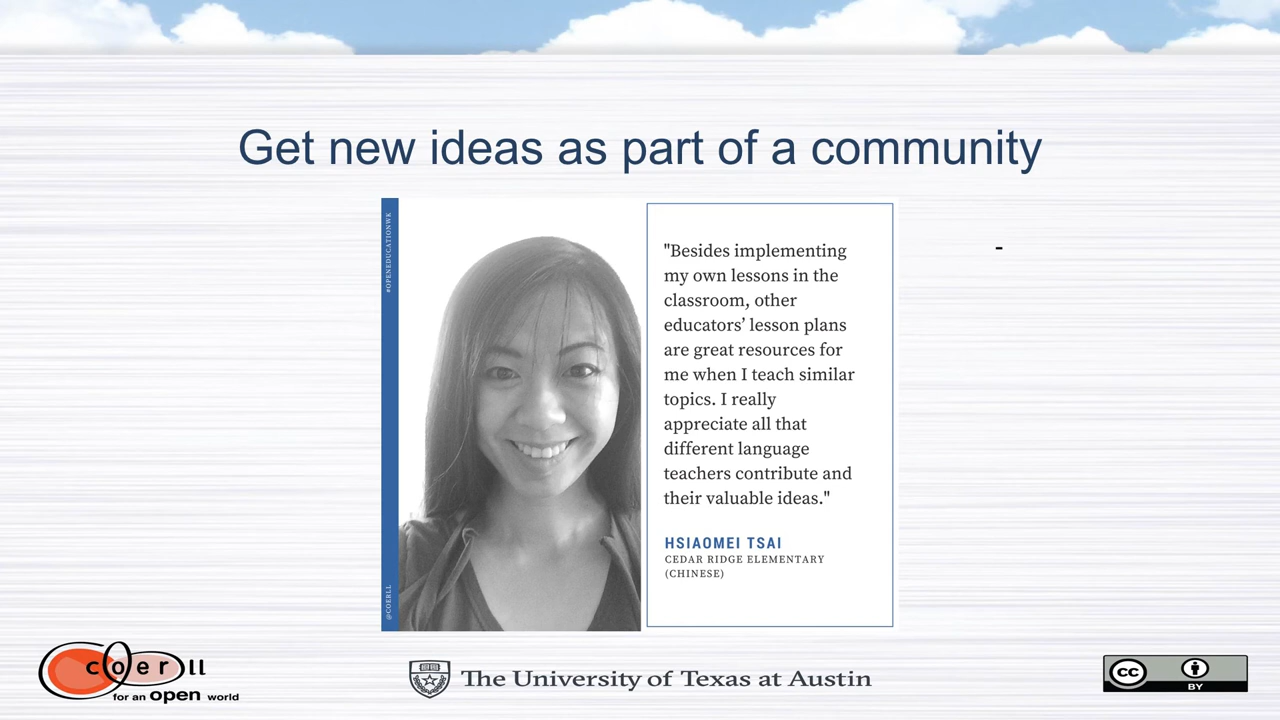 Get new ideas as part of a community
#OPENEDUCATIONWK
@COERLL
"Besides implementing
my own lessons in the
classroom, other
educators’ lesson plans
are great resources for
me when I teach similar
topics. I really
appreciate all that
different language
teachers contribute and
their valuable ideas."
HSIAOMEI TSAI
CEDAR RIDGE ELEMENTARY
(CHINESE)
-
coerll
for an open world
The University of Texas at Austin
cc
BY